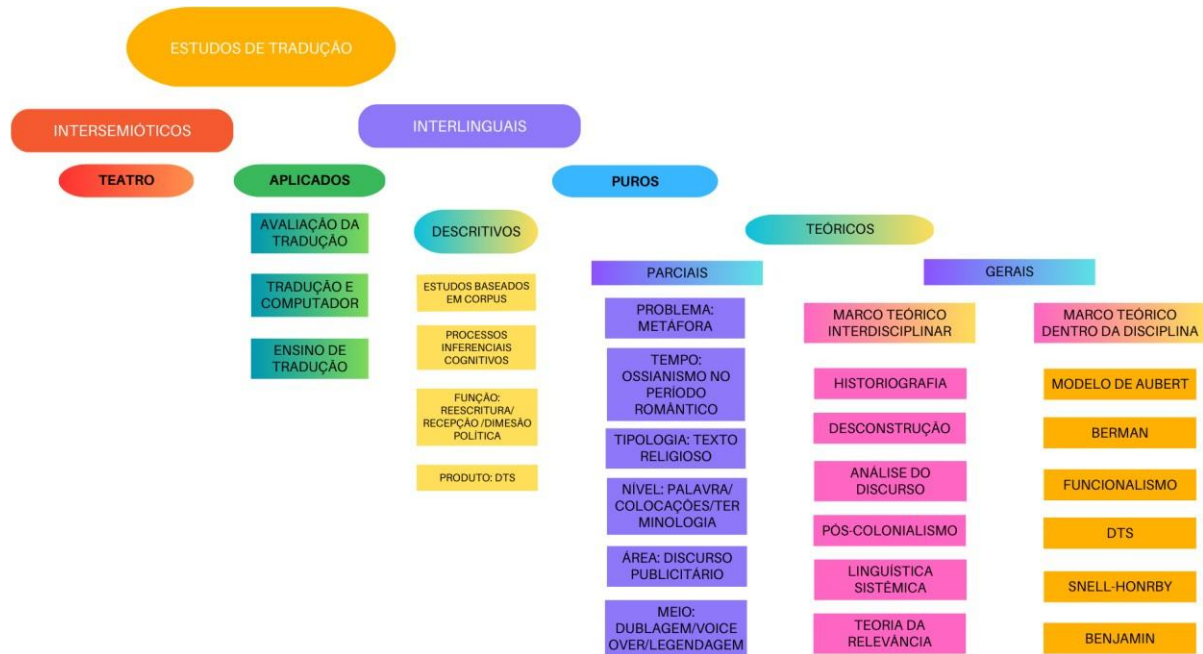 ESTUDOS DE TRADUÇÃO
INTERSEMIÓTICOS
INTERLINGUAIS
TEATRO
APLICADOS
PUROS
AVALIAÇÃO DA
TRADUÇÃO
TRADUÇÃO E
COMPUTADOR
ENSINO DE
TRADUÇÃO
DESCRITIVOS
ESTUDOS BASEADOS
EM CORPUS
PROCESSOS
INFERENCIAIS
COGNITIVOS
FUNÇÃO:
REESCRITURA/
RECEPÇÃO /DIMESÃO
POLÍTICA
PRODUTO: DTS
TEÓRICOS
PARCIAIS
PROBLEMA:
METÁFORA
TEMPO:
OSSIANISMO NO
PERÍODO
ROMÂNTICO
TIPOLOGIA: TEXTO
RELIGIOSO
NÍVEL: PALAVRA/
COLOCAÇÕES/TER
MINOLOGIA
ÁREA: DISCURSO
PUBLICITÁRIO
MEIO:
DUBLAGEM/VOICE
OVER/LEGENDAGEM
GERAIS
MARCO TEÓRICO
INTERDISCIPLINAR
HISTORIOGRAFIA
DESCONSTRUÇÃO
ANÁLISE DO
DISCURSO
PÓS-COLONIALISMO
LINGUÍSTICA
SISTÊMICA
TEORIA DA
RELEVÂNCIA
MARCO TEÓRICO
DENTRO DA DISCIPLINA
MODELO DE AUBERT
BERMAN
FUNCIONALISMO
DTS
SNELL-HONRBY
BENJAMIN